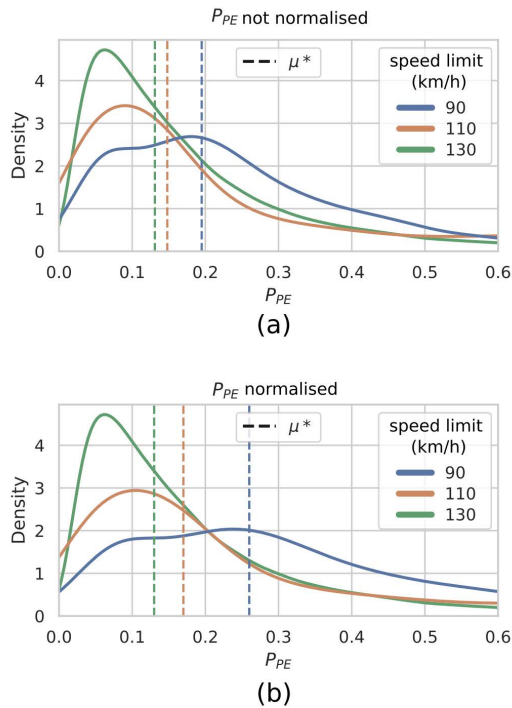 P_PE not normalised
4
3
2
1
0
Density
μ*
speed limit
(km/h)
90
110
130
0.0 0.1 0.2 0.3 0.4 0.5 0.6
P_PE
(a)
P_PE normalised
4
3
2
1
0
Density
μ*
speed limit
(km/h)
90
110
130
0.0 0.1 0.2 0.3 0.4 0.5 0.6
P_PE
(b)